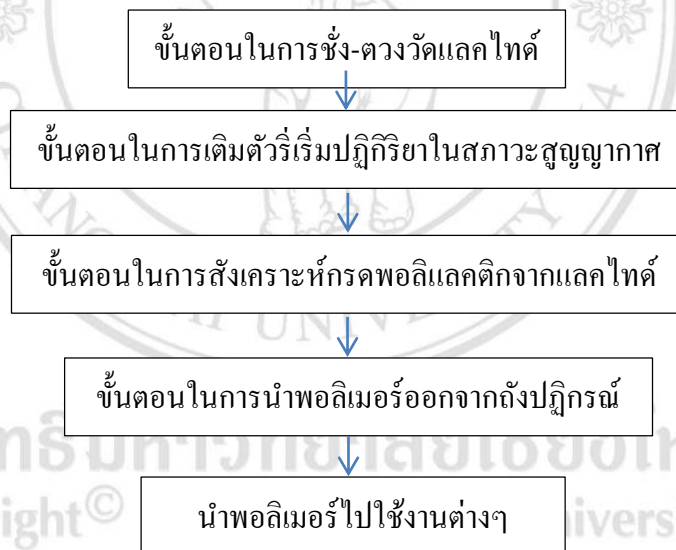 ขั้นตอนในการชั่ง-ตวงวัดแลคไทด์
ขั้นตอนในการเติมตัวริ่เริ่มปฏิกิริยาในสภาวะสูญญากาศ
ขั้นตอนในการสังเคราะห์กรดพอลิแลคติกจากแลคไทด์
ขั้นตอนในการนำพอลิเมอร์ออกจากถังปฏิกรณ์
นำพอลิเมอร์ไปใช้งานต่างๆ